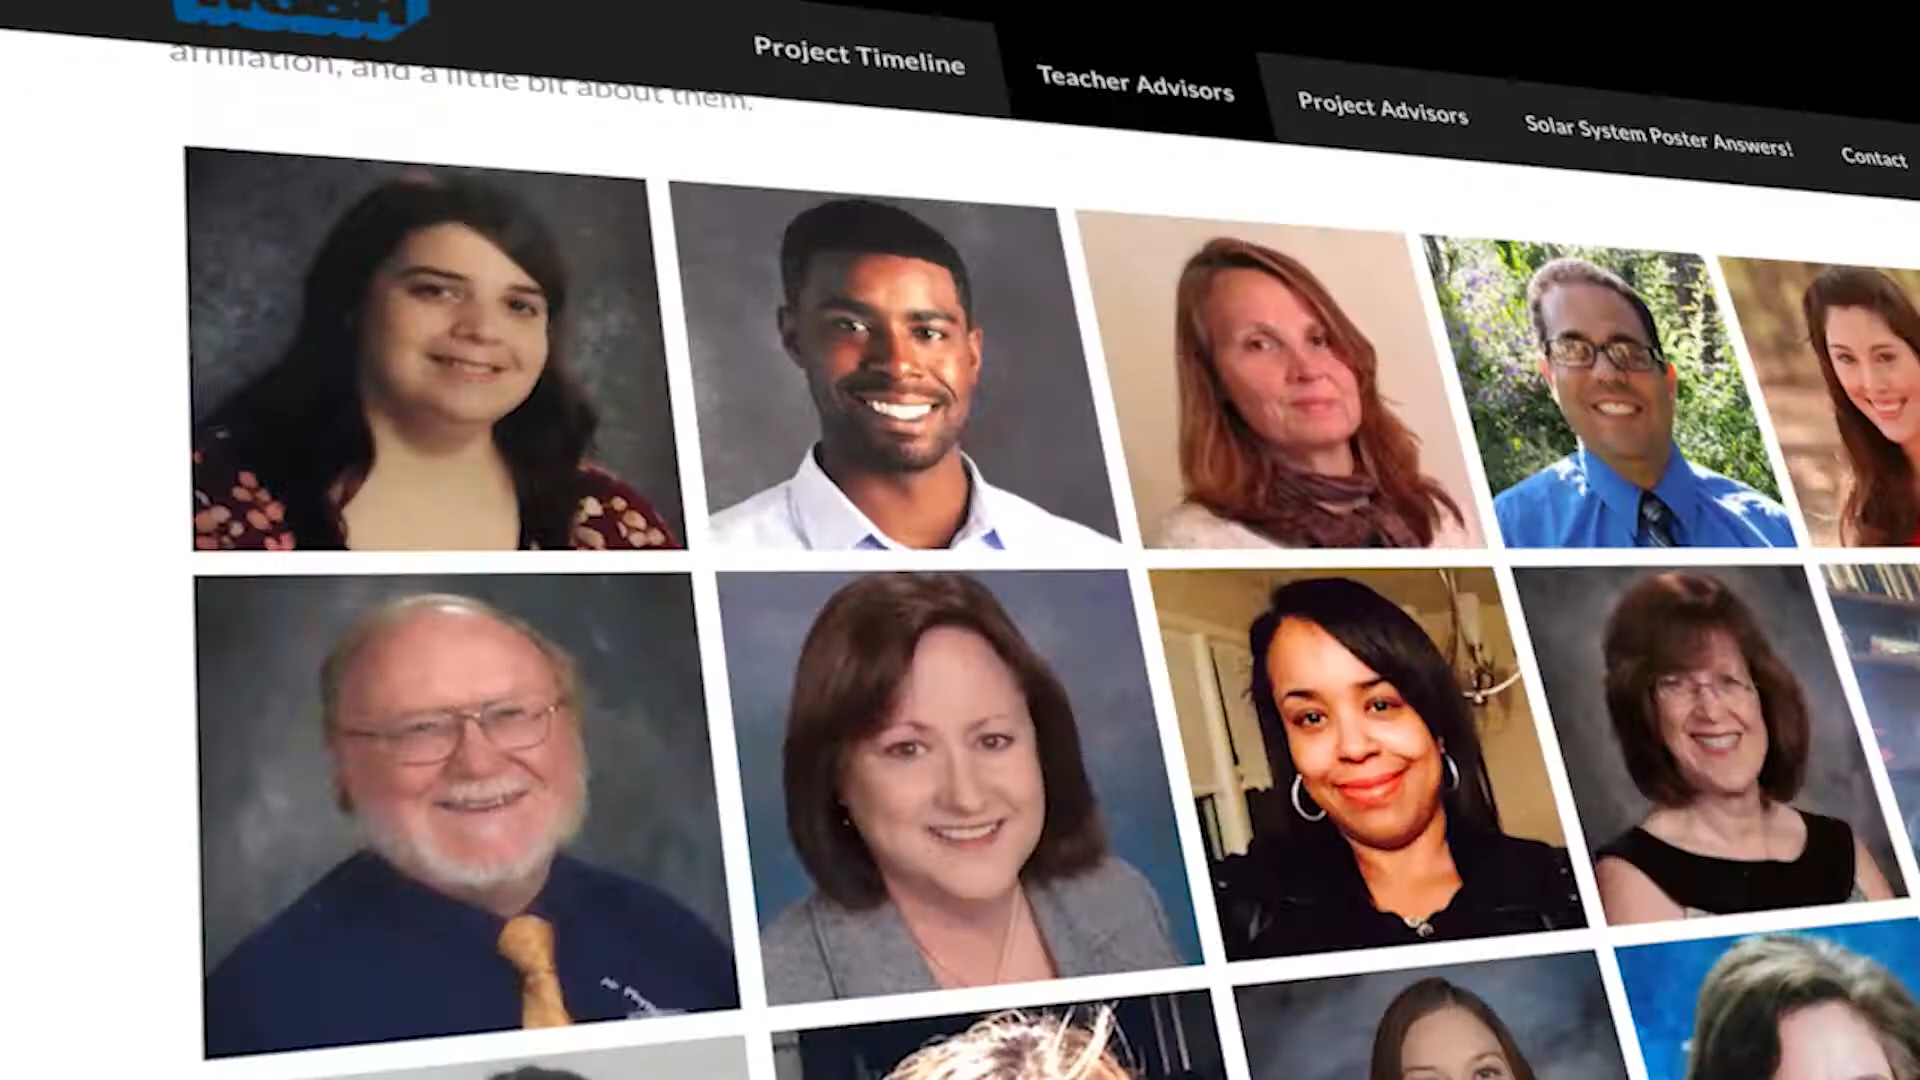 Project Timeline
Teacher Advisors
Project Advisors
Solar System Poster Answers!
Contact
affiliation, and a little bit about them.